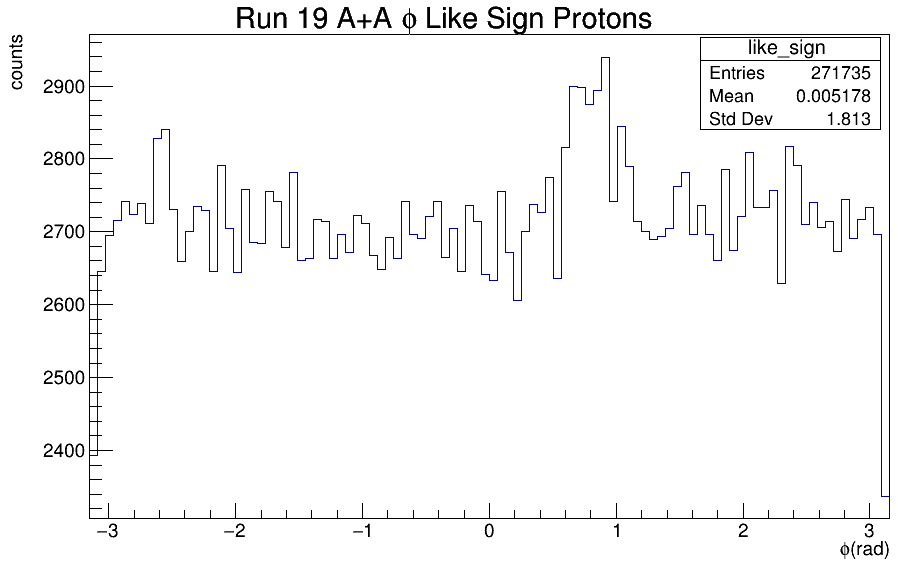 Run 19 A+A ϕ Like Sign Protons
counts
like_sign
Entries 271735
Mean 0.005178
Std Dev 1.813
2900
2800
2700
2600
2500
2400
−3 −2 −1 0 1 2 3
ϕ(rad)